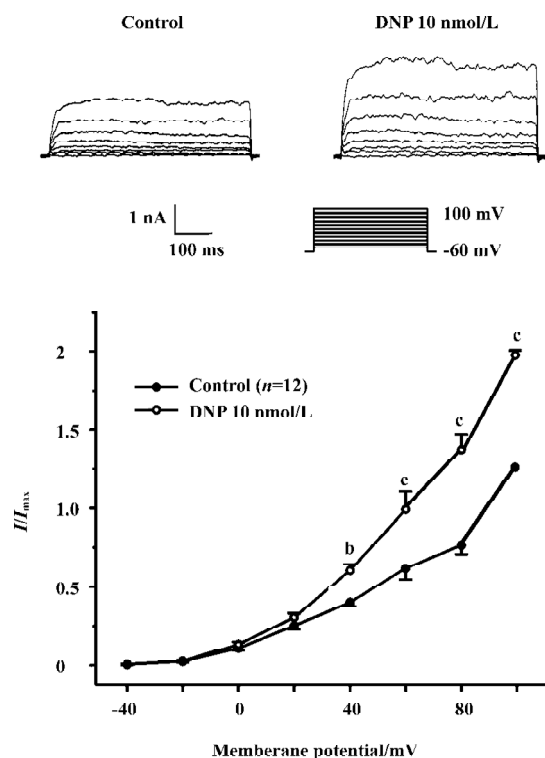 Control DNP 10 nmol/L
1 nA
100 ms
100 mV
-60 mV
c
2
Control (n=12)
DNP 10 nmol/L
c
1.5
c
I/Imax
1.0
b
0.5
0
-40 0 40 80
Memberane potential/mV